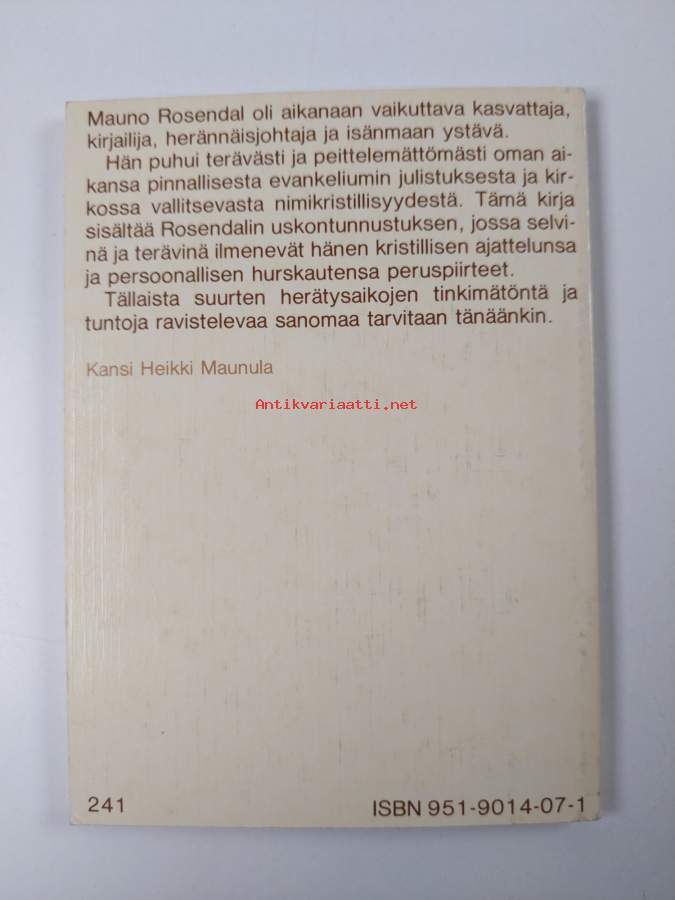 Mauno Rosendal oli aikanaan vaikuttava kasvattaja,
kirjailija, herännäisjohtaja ja isänmaan ystävä.
Hän puhui terävästi ja peittelemättömästi oman ai-
kansa pinnallisesta evankeliumin julistuksesta ja kir-
kossa vallitsevasta nimikristillisyydestä. Tämä kirja
sisältää Rosendalin uskontunnustuksen, jossa selvi-
nä ja terävinä ilmenevät hänen kristillisen ajattelunsa
ja persoonallisen hurskautensa peruspiirteet.
Tällaista suurten herätysaikojen tinkimätöntä ja
tuntoja ravistelevaa sanomaa tarvitaan tänäänkin.
Kansi Heikki Maunula
Antikvariaatti.net
241
ISBN 951-9014-07-1